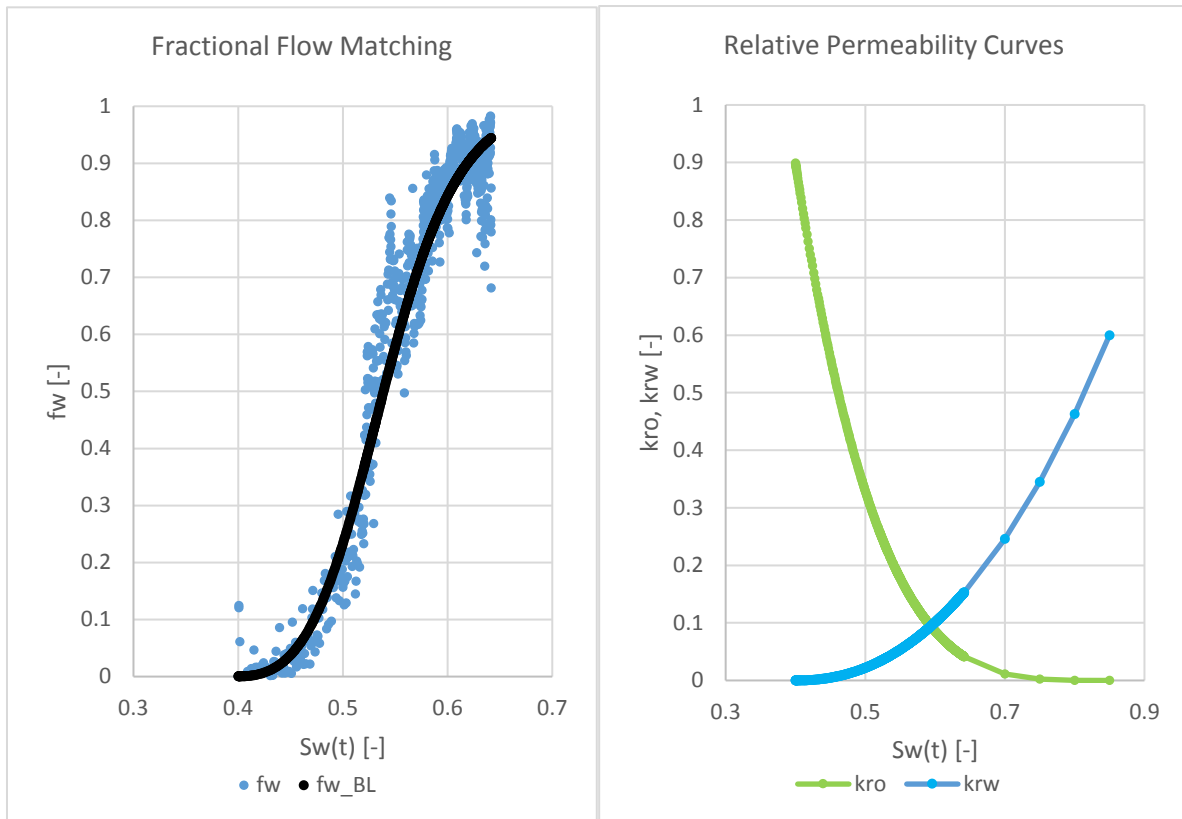 Fractional Flow Matching
1
0.9
0.8
0.7
0.6
0.5
0.4
0.3
0.2
0.1
0
fw [-]
0.3 0.4 0.5 0.6 0.7
Sw(t) [-]
fw fw_BL
Relative Permeability Curves
1
0.9
0.8
0.7
0.6
0.5
0.4
0.3
0.2
0.1
0
kro, krw [-]
0.3 0.5 0.7 0.9
Sw(t) [-]
kro krw